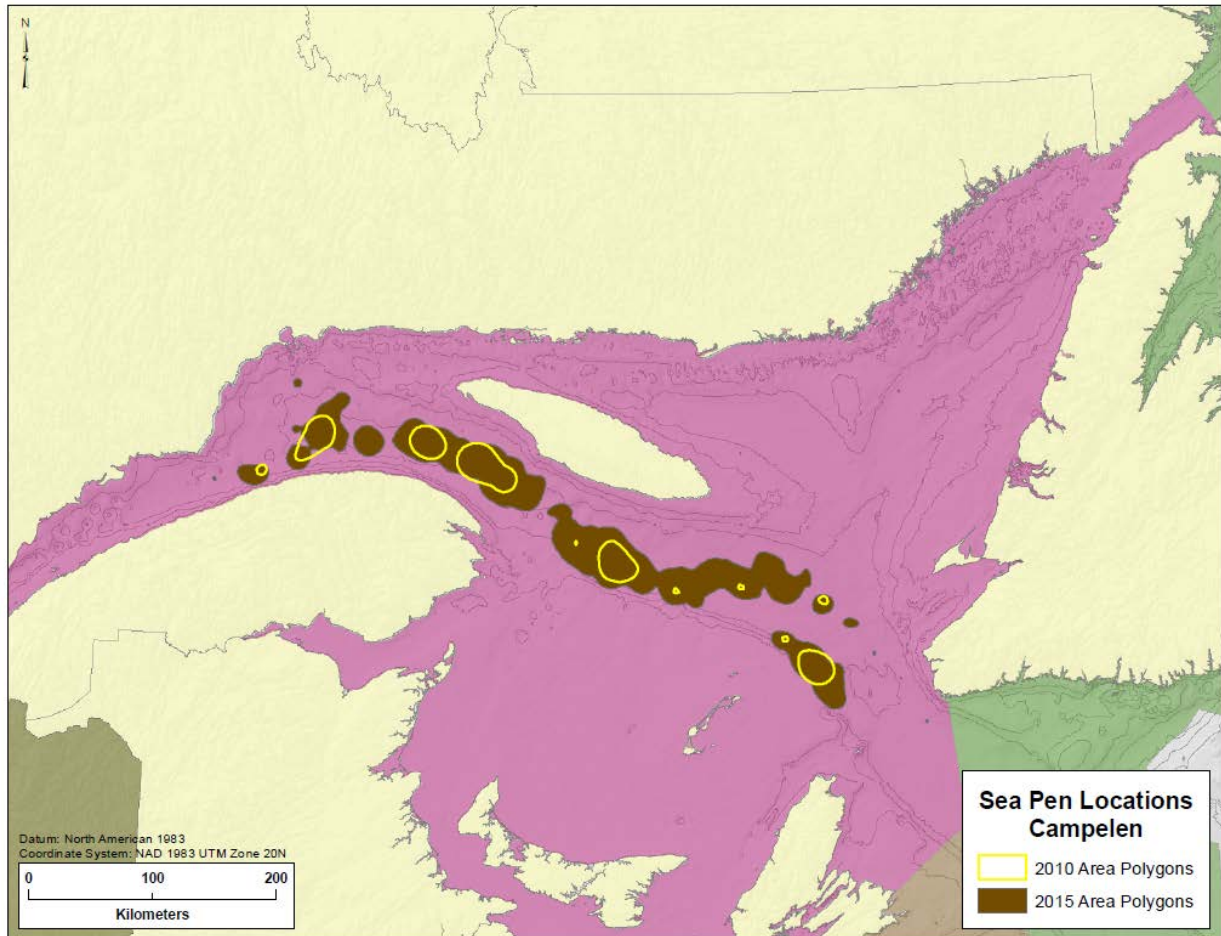 N
Datum: North American 1983
Coordinate System: NAD 1983 UTM Zone 20N
0 100 200
Kilometers
Sea Pen Locations
Campelen
2010 Area Polygons
2015 Area Polygons